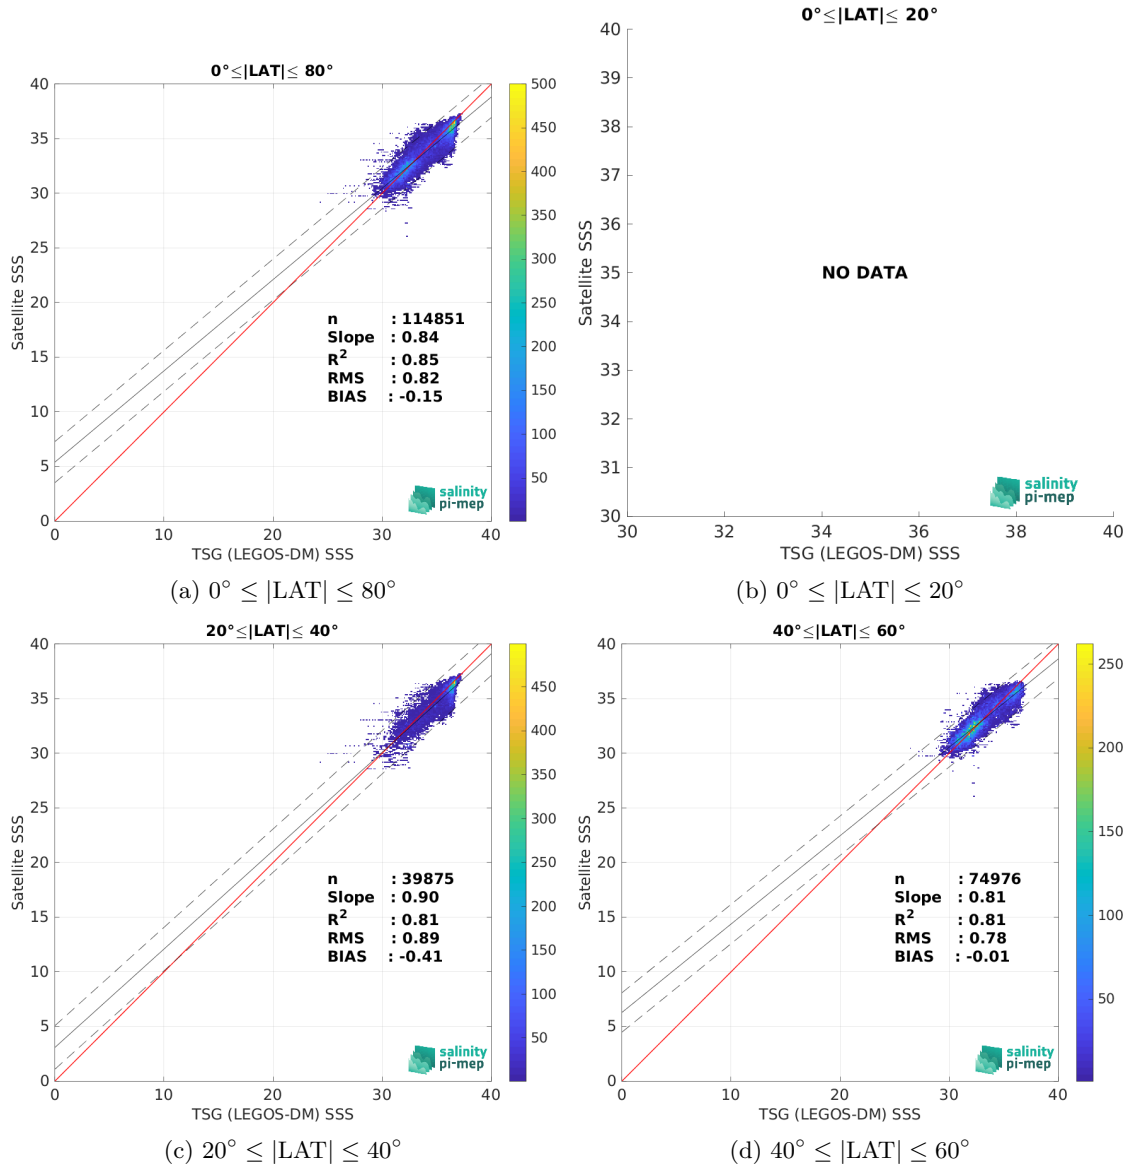 0°≤|LAT|≤ 80°
40
35
30
25
20
15
10
5
0
Satellite SSS
0
10
20
30
40
TSG (LEGOS-DM) SSS
500
450
400
350
300
250
200
150
100
50
n : 114851
Slope : 0.84
R² : 0.85
RMS : 0.82
BIAS : -0.15
salinity
pi-mep
(a) 0° ≤ |LAT| ≤ 80°
0°≤|LAT|≤ 20°
40
39
38
37
36
35
34
33
32
31
30
Satellite SSS
NO DATA
30
32
34
36
38
40
TSG (LEGOS-DM) SSS
salinity
pi-mep
(b) 0° ≤ |LAT| ≤ 20°
20°≤|LAT|≤ 40°
40
35
30
25
20
15
10
5
0
Satellite SSS
0
10
20
30
40
TSG (LEGOS-DM) SSS
450
400
350
300
250
200
150
100
50
n : 39875
Slope : 0.90
R² : 0.81
RMS : 0.89
BIAS : -0.41
salinity
pi-mep
(c) 20° ≤ |LAT| ≤ 40°
40°≤|LAT|≤ 60°
40
35
30
25
20
15
10
5
0
Satellite SSS
0
10
20
30
40
TSG (LEGOS-DM) SSS
250
200
150
100
50
n : 74976
Slope : 0.81
R² : 0.81
RMS : 0.78
BIAS : -0.01
salinity
pi-mep
(d) 40° ≤ |LAT| ≤ 60°